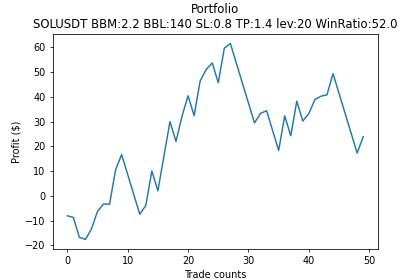 Portfolio
SOLUSDT BBM:2.2 BBL:140 SL:0.8 TP:1.4 lev:20 WinRatio:52.0
60
50
40
30
20
10
0
−10
−20
Profit ($)
0 10 20 30 40 50
Trade counts